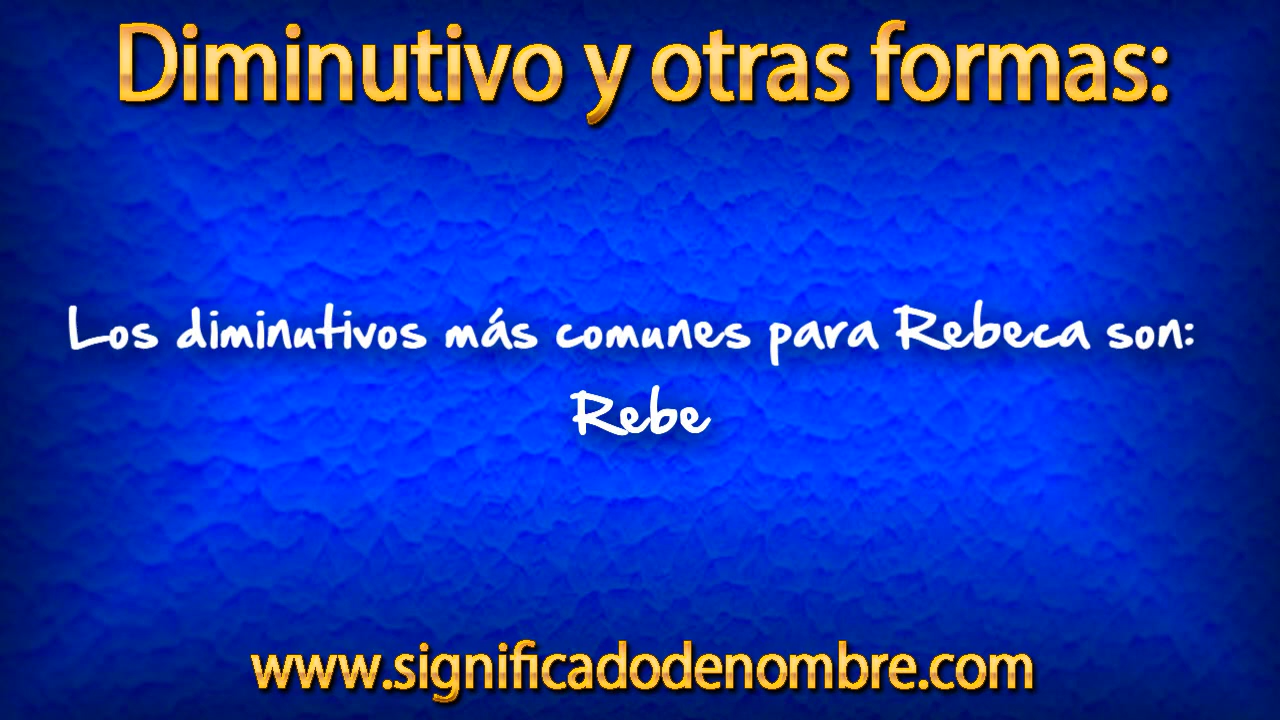 Diminutivo y otras formas:
Los diminutivos más comunes para Rebeca son:
Rebe
www.significadodenombre.com